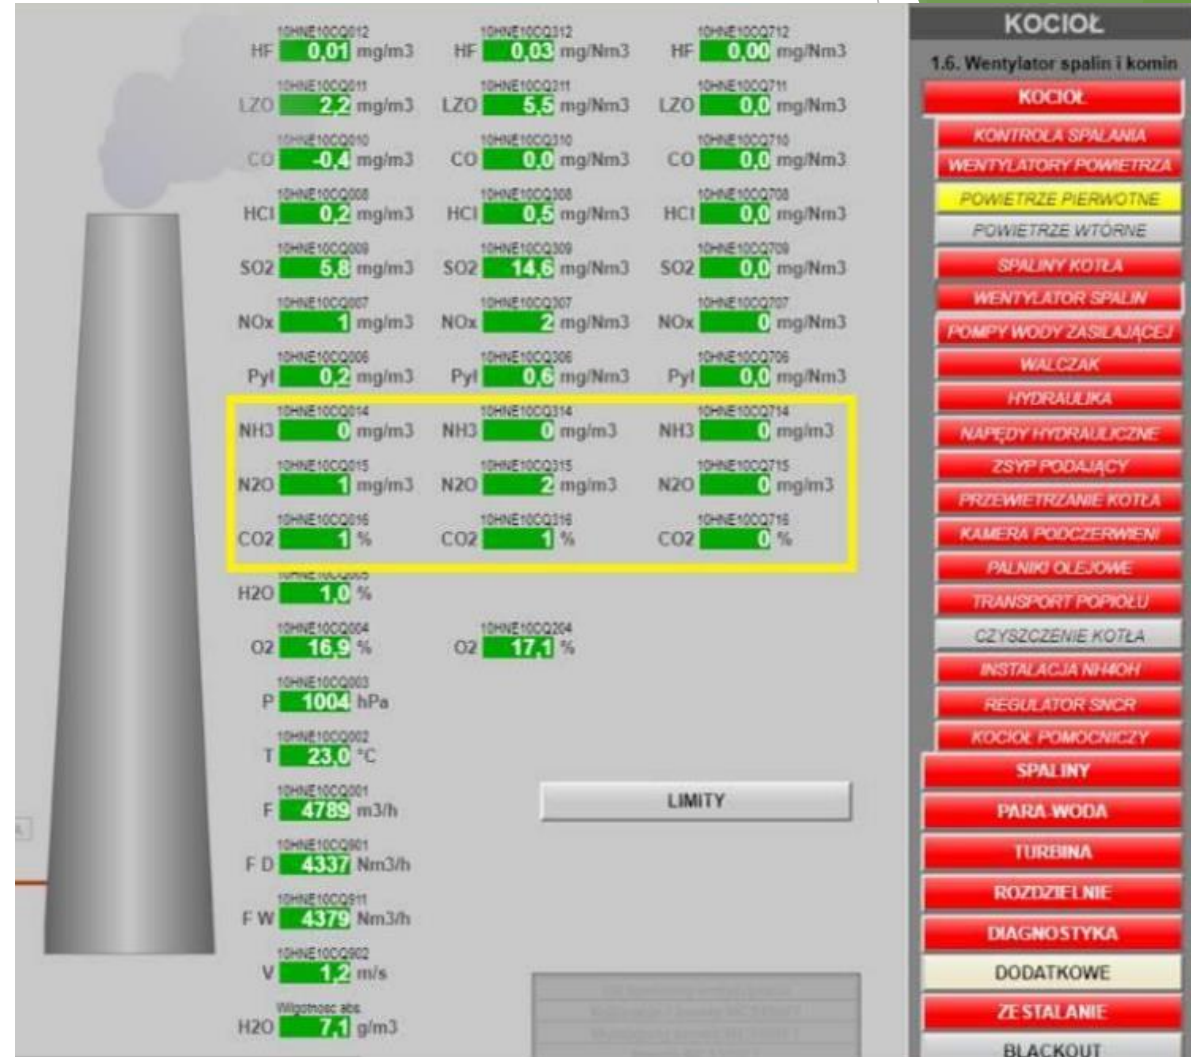 10HNE10CQ012 10HNE10CQ312 10HNE10CQ712
HF 0,01 mg/m3 HF 0,03 mg/Nm3 HF 0,00 mg/Nm3
10HNE10CQ011 10HNE10CQ311 10HNE10CQ711
LZO 2,2 mg/m3 LZO 5,5 mg/Nm3 LZO 0,0 mg/Nm3
10HNE10CQ010 10HNE10CQ310 10HNE10CQ710
CO -0,4 mg/m3 CO 0,0 mg/Nm3 CO 0,0 mg/Nm3
10HNE10CQ008 10HNE10CQ308 10HNE10CQ708
HCl 0,2 mg/m3 HCl 0,5 mg/Nm3 HCl 0,0 mg/Nm3
10HNE10CQ009 10HNE10CQ309 10HNE10CQ709
SO2 5,8 mg/m3 SO2 14,6 mg/Nm3 SO2 0,0 mg/Nm3
10HNE10CQ007 10HNE10CQ307 10HNE10CQ707
NOx 1 mg/m3 NOx 2 mg/Nm3 NOx 0 mg/Nm3
10HNE10CQ006 10HNE10CQ306 10HNE10CQ706
Pył 0,2 mg/m3 Pył 0,6 mg/Nm3 Pył 0,0 mg/Nm3
10HNE10CQ014 10HNE10CQ314 10HNE10CQ714
NH3 0 mg/m3 NH3 0 mg/m3 NH3 0 mg/m3
10HNE10CQ015 10HNE10CQ315 10HNE10CQ715
N2O 1 mg/m3 N2O 2 mg/m3 N2O 0 mg/m3
10HNE10CQ016 10HNE10CQ316 10HNE10CQ716
CO2 1 % CO2 1 % CO2 0 %
10HNE10CQ005
H2O 1,0 %
10HNE10CQ004 10HNE10CQ204
O2 16,9 % O2 17,1 %
10HNE10CQ003
P 1004 hPa
10HNE10CQ002
T 23,0 °C
10HNE10CQ001
F 4789 m3/h
10HNE10CQ901
F D 4337 Nm3/h
10HNE10CQ911
F W 4379 Nm3/h
10HNE10CQ902
V 1,2 m/s
Wilgotnosc abs
H2O 7,1 g/m3
LIMITY
KOCIOŁ
1.6. Wentylator spalin i komin
KOCIOŁ
KONTROLA SPALANIA
WENTYLATORY POWIETRZA
POWIETRZE PIERWOTNE
POWIETRZE WTÓRNE
SPALINY KOTŁA
WENTYLATOR SPALIN
POMPY WODY ZASILAJĄCEJ
WALCZAK
HYDRAULIKA
NAPĘDY HYDRAULICZNE
ZSYP PODAJĄCY
PRZEWIETRZANIE KOTŁA
KAMERA PODCZERWIENI
PALNIKI OLEJOWE
TRANSPORT POPIOŁU
CZYSZCZENIE KOTŁA
INSTALACJA NH4OH
REGULATOR SNCR
KOCIOŁ POMOCNICZY
SPALINY
PARA-WODA
TURBINA
ROZDZIELNIE
DIAGNOSTYKA
DODATKOWE
ZESTALANIE
BLACKOUT